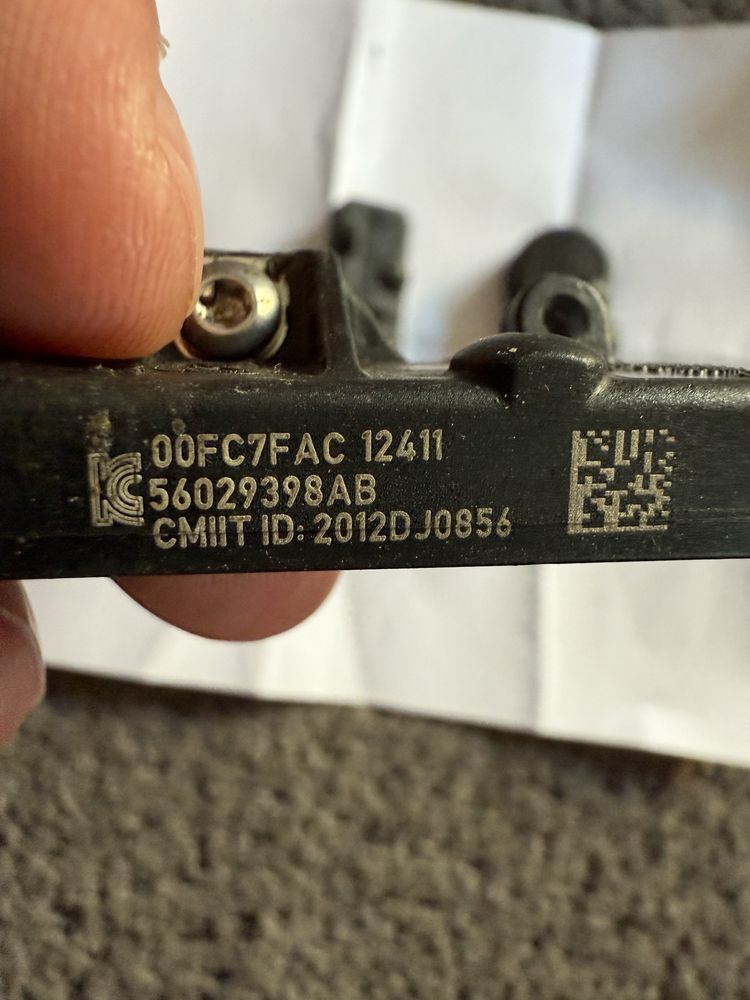 00FC7FAC 12411
56029398AB
CMIIT ID: 2012DJ0856